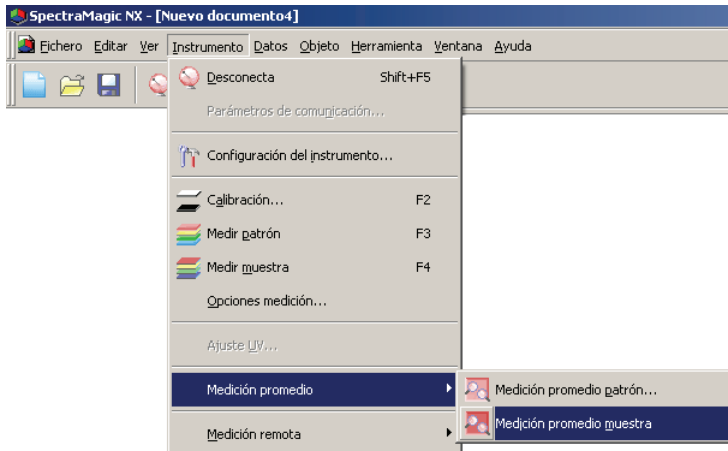 SpectraMagic NX - [Nuevo documento4]
Fichero Editar Ver Instrumento Datos Objeto Herramienta Ventana Ayuda
Desconecta Shift+F5
Parámetros de comunicación...
Configuración del instrumento...
Calibración... F2
Medir patrón F3
Medir muestra F4
Opciones medición...
Ajuste UV...
Medición promedio
Medición promedio patrón...
Medición promedio muestra
Medición remota